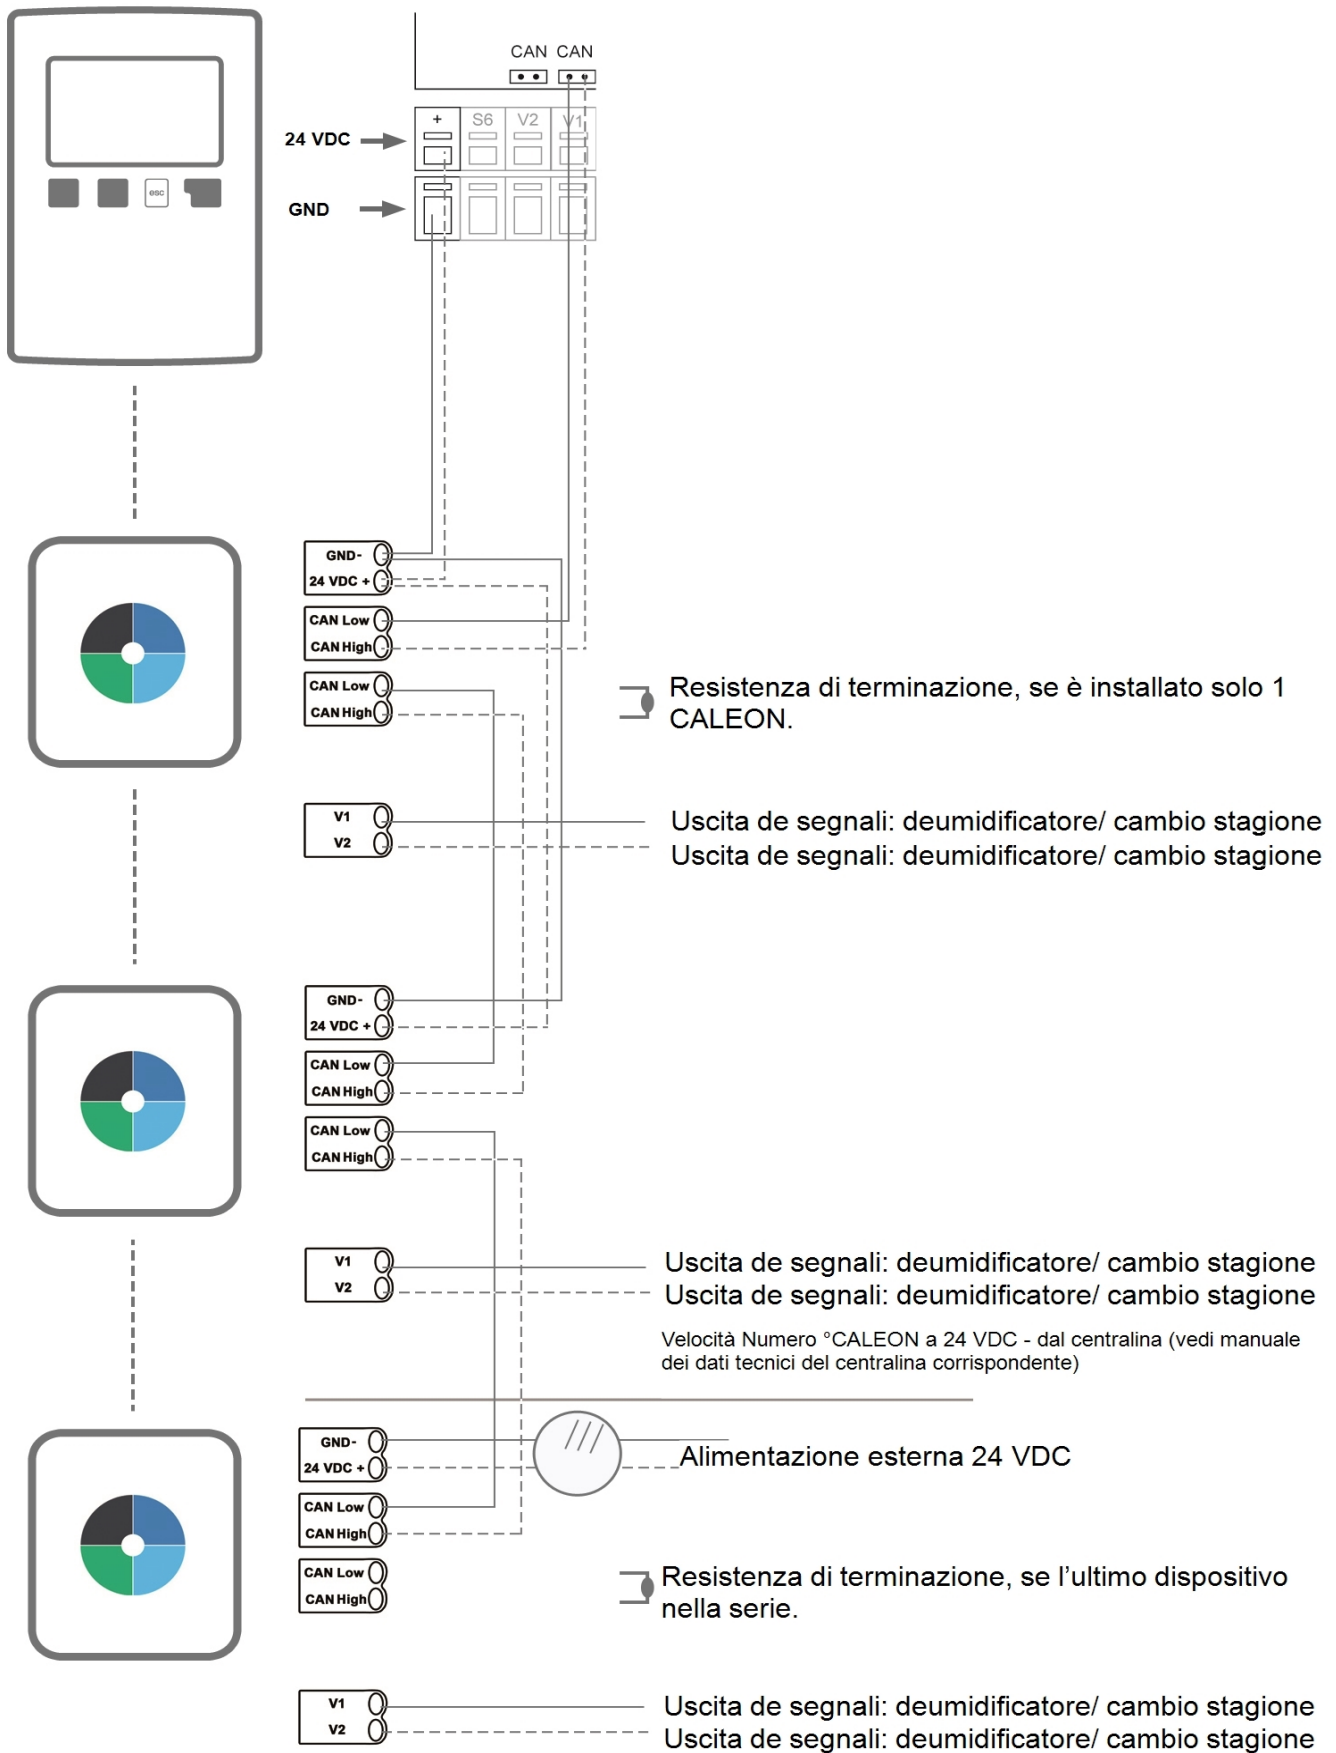 CAN CAN
+ S6 V2 V1
24 VDC
esc
GND
GND-
24 VDC +
CAN Low
CAN High
CAN Low
CAN High
Resistenza di terminazione, se è installato solo 1
CALEON.
V1
V2
Uscita de segnali: deumidificatore/ cambio stagione
Uscita de segnali: deumidificatore/ cambio stagione
GND-
24 VDC +
CAN Low
CAN High
CAN Low
CAN High
V1
V2
Uscita de segnali: deumidificatore/ cambio stagione
Uscita de segnali: deumidificatore/ cambio stagione
Velocità Numero °CALEON a 24 VDC - dal centralina (vedi manuale
dei dati tecnici del centralina corrispondente)
GND-
24 VDC +
Alimentazione esterna 24 VDC
CAN Low
CAN High
CAN Low
CAN High
Resistenza di terminazione, se l'ultimo dispositivo
nella serie.
V1
V2
Uscita de segnali: deumidificatore/ cambio stagione
Uscita de segnali: deumidificatore/ cambio stagione